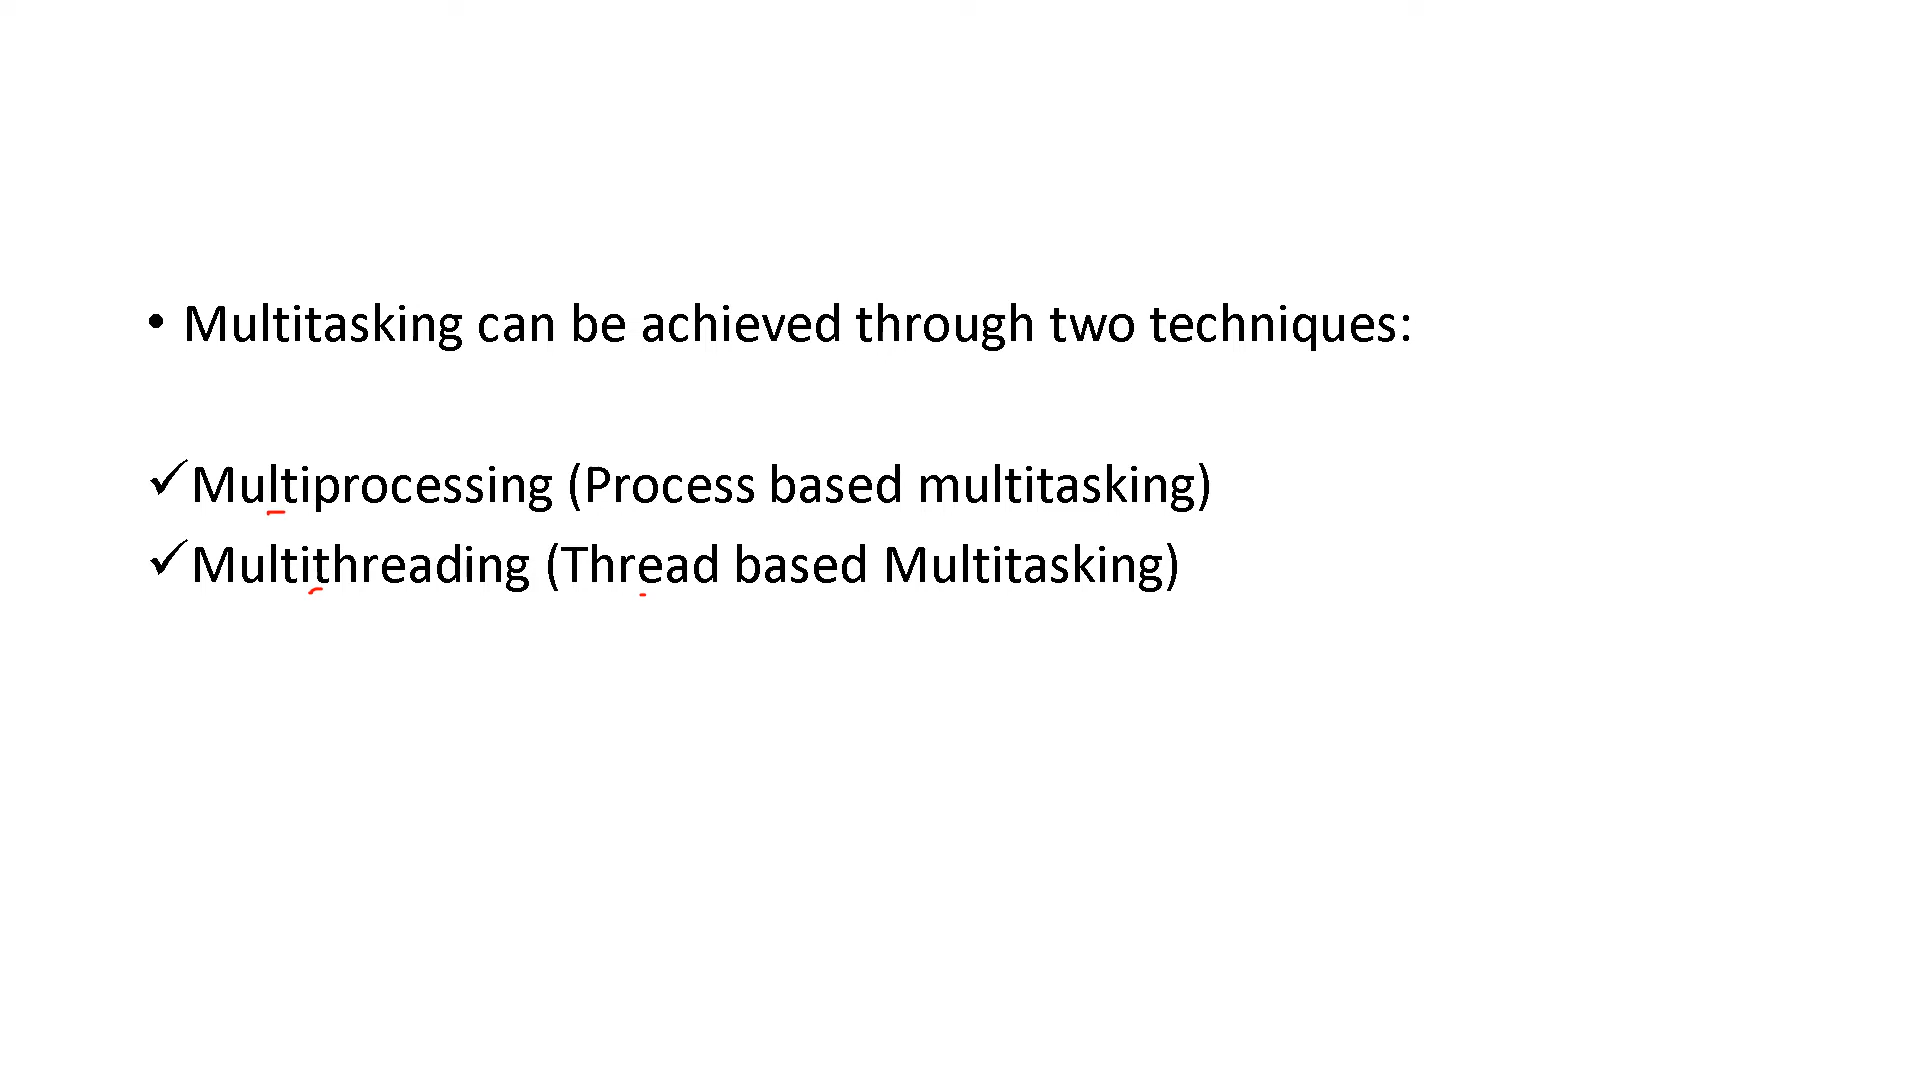 • Multitasking can be achieved through two techniques:
✓Multiprocessing (Process based multitasking)
✓Multithreading (Thread based Multitasking)